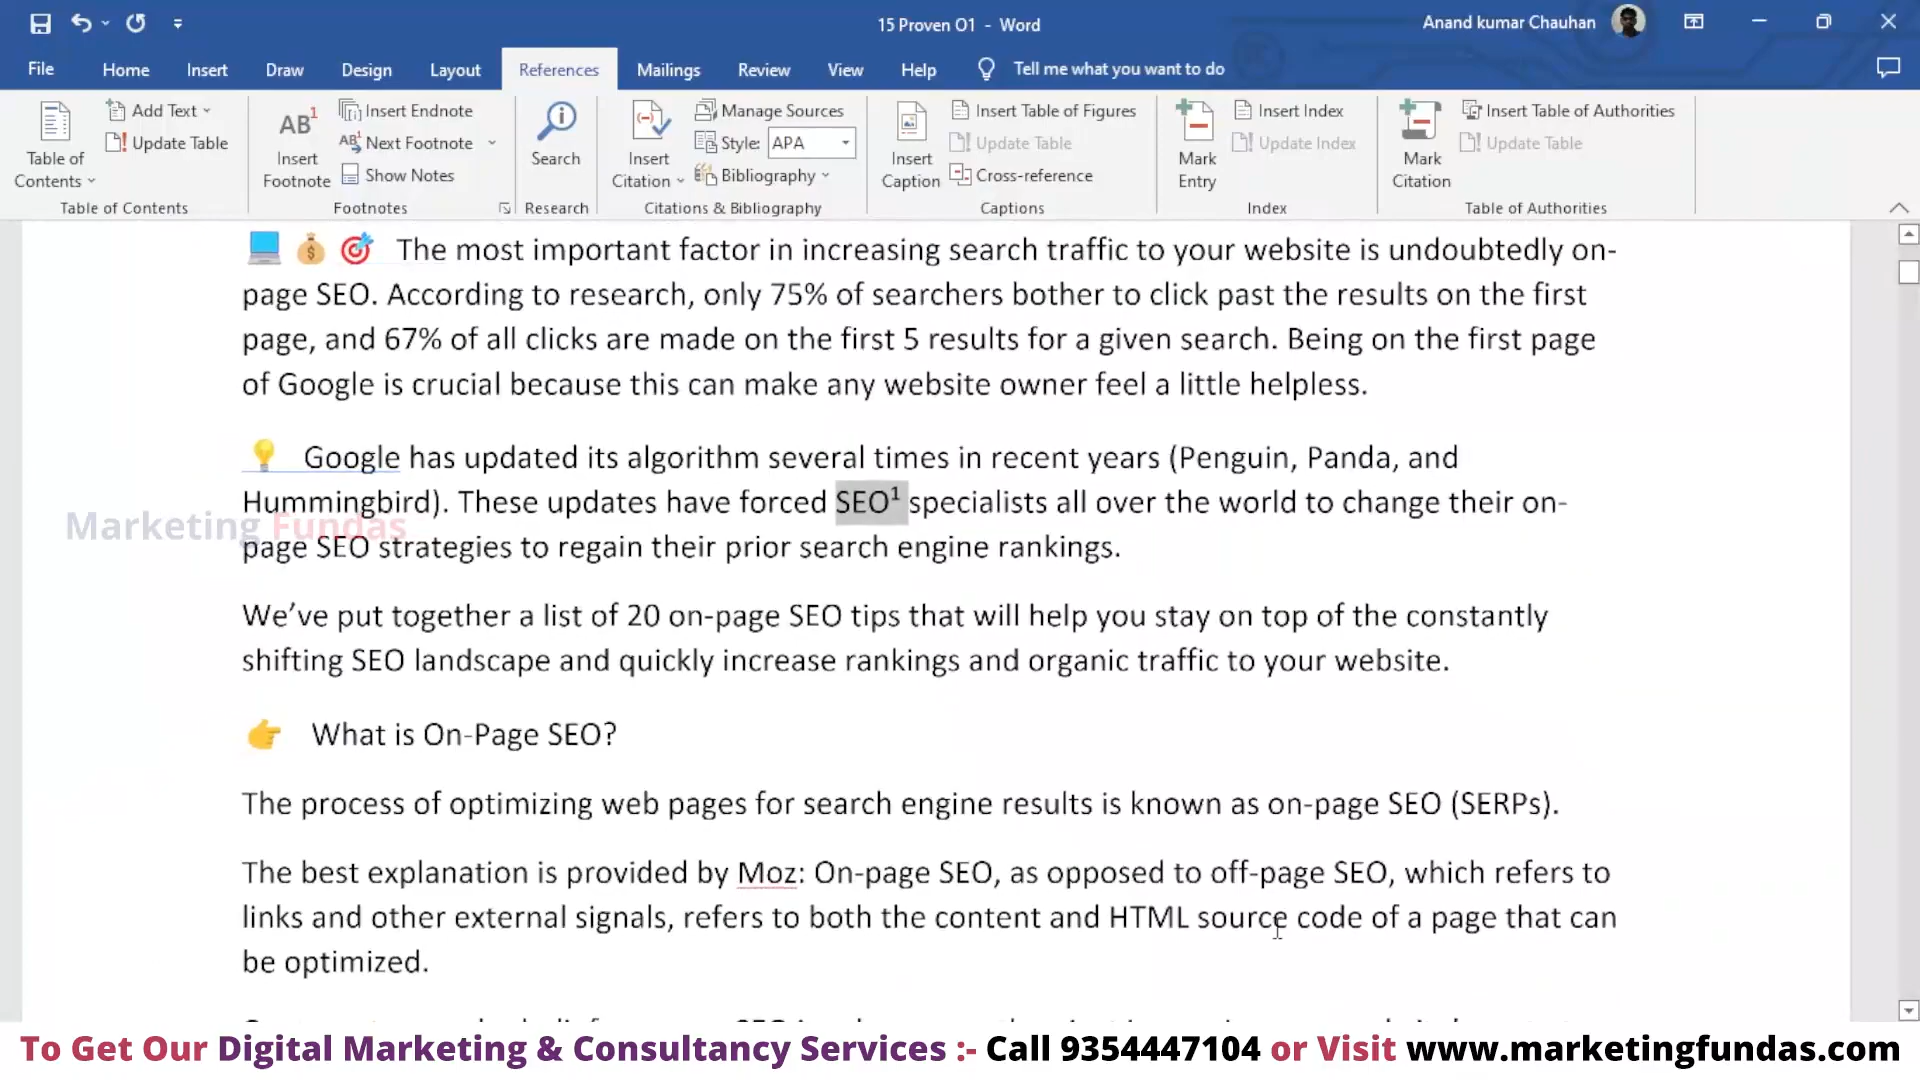 15 Proven O1 - Word
Anand kumar Chauhan
File Home Insert Draw Design Layout References Mailings Review View Help Tell me what you want to do
Table of Contents
Add Text
Update Table
Table of Contents
AB1
Insert Footnote
Insert Endnote
Next Footnote
Show Notes
Footnotes
Search
Research
Insert Citation
Manage Sources
Style: APA
Bibliography
Citations & Bibliography
Insert Caption
Insert Table of Figures
Update Table
Cross-reference
Captions
Mark Entry
Insert Index
Update Index
Index
Mark Citation
Insert Table of Authorities
Update Table
Table of Authorities
The most important factor in increasing search traffic to your website is undoubtedly on-
page SEO. According to research, only 75% of searchers bother to click past the results on the first
page, and 67% of all clicks are made on the first 5 results for a given search. Being on the first page
of Google is crucial because this can make any website owner feel a little helpless.
Google has updated its algorithm several times in recent years (Penguin, Panda, and
Hummingbird). These updates have forced SEO¹ specialists all over the world to change their on-
Marketing Fundas
page SEO strategies to regain their prior search engine rankings.
We’ve put together a list of 20 on-page SEO tips that will help you stay on top of the constantly
shifting SEO landscape and quickly increase rankings and organic traffic to your website.
What is On-Page SEO?
The process of optimizing web pages for search engine results is known as on-page SEO (SERPs).
The best explanation is provided by Moz: On-page SEO, as opposed to off-page SEO, which refers to
links and other external signals, refers to both the content and HTML source code of a page that can
be optimized.
To Get Our Digital Marketing & Consultancy Services :- Call 9354447104 or Visit www.marketingfundas.com